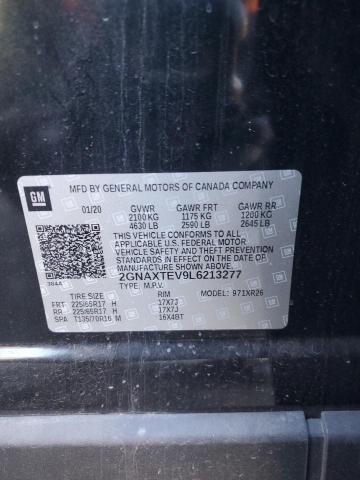 GM
MFD BY GENERAL MOTORS OF CANADA COMPANY
01/20 GVWR GAWR FRT GAWR RR
2100 KG 1175 KG 1200 KG
4630 LB 2590 LB 2645 LB
THIS VEHICLE CONFORMS TO ALL
APPLICABLE U.S. FEDERAL MOTOR
VEHICLE SAFETY AND THEFT PREVENTION
STANDARDS IN EFFECT ON THE DATE OF
MANUFACTURE SHOWN ABOVE.
2GNAXTEV9L6213277
384A TYPE: M.P.V. MODEL: 971XR26
TIRE SIZE RIM
FRT 225/65R17 H 17X7J
RR 225/65R17 H 17X7J
SPA T135/70R16 M 16X4BT